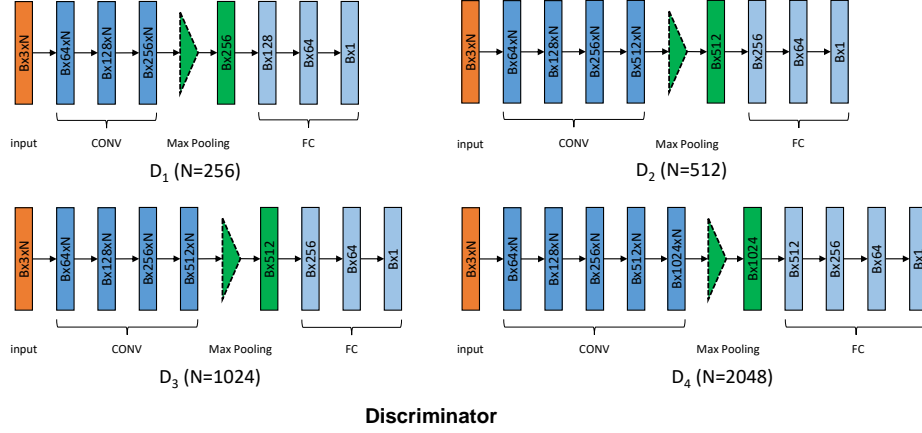 Bx3xN
Bx64xN
Bx128xN
Bx256xN
Bx256
Bx128
Bx64
Bx1
input
CONV
Max Pooling
FC
D1 (N=256)
Bx3xN
Bx64xN
Bx128xN
Bx256xN
Bx512xN
Bx512
Bx256
Bx64
Bx1
input
CONV
Max Pooling
FC
D2 (N=512)
Bx3xN
Bx64xN
Bx128xN
Bx256xN
Bx512xN
Bx512
Bx256
Bx64
Bx1
input
CONV
Max Pooling
FC
D3 (N=1024)
Bx3xN
Bx64xN
Bx128xN
Bx256xN
Bx512xN
Bx1024xN
Bx1024
Bx512
Bx256
Bx64
Bx1
input
CONV
Max Pooling
FC
D4 (N=2048)
Discriminator